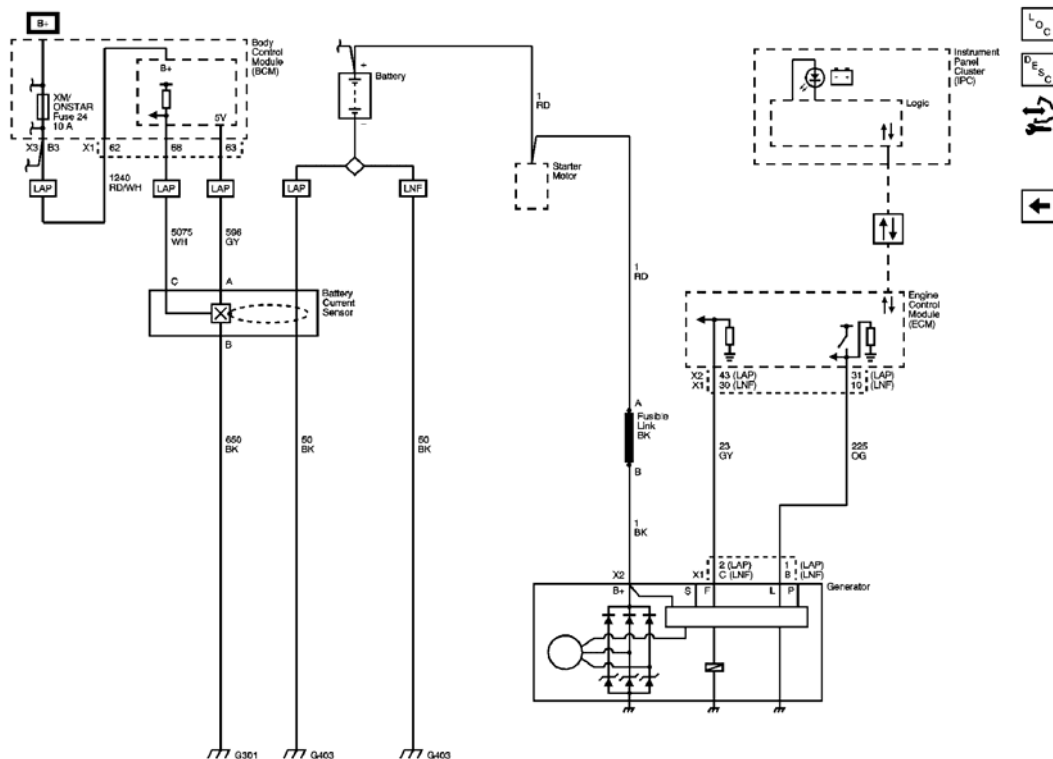 B+
Body
Control
Module
(BCM)
B+
XM/
ONSTAR
Fuse 24
10 A
5V
X3
B3
X1
62
68
63
1240
RD/WH
LAP
LAP
LAP
LAP
LNF
5075
WH
596
GY
C
A
Battery
Current
Sensor
B
650
BK
50
BK
50
BK
G301
G403
G403
+
Battery
–
1
RD
Starter
Motor
1
RD
A
Fusible
Link
BK
B
1
BK
Instrument
Panel
Cluster
(IPC)
- +
Logic
Engine
Control
Module
(ECM)
X2
43 (LAP)
31
(LAP)
X1
30 (LNF)
10
(LNF)
23
GY
225
OG
2 (LAP)
1
(LAP)
X2
X1
C (LNF)
B
(LNF)
B+
S
F
L
P
Generator
LOC
DESC